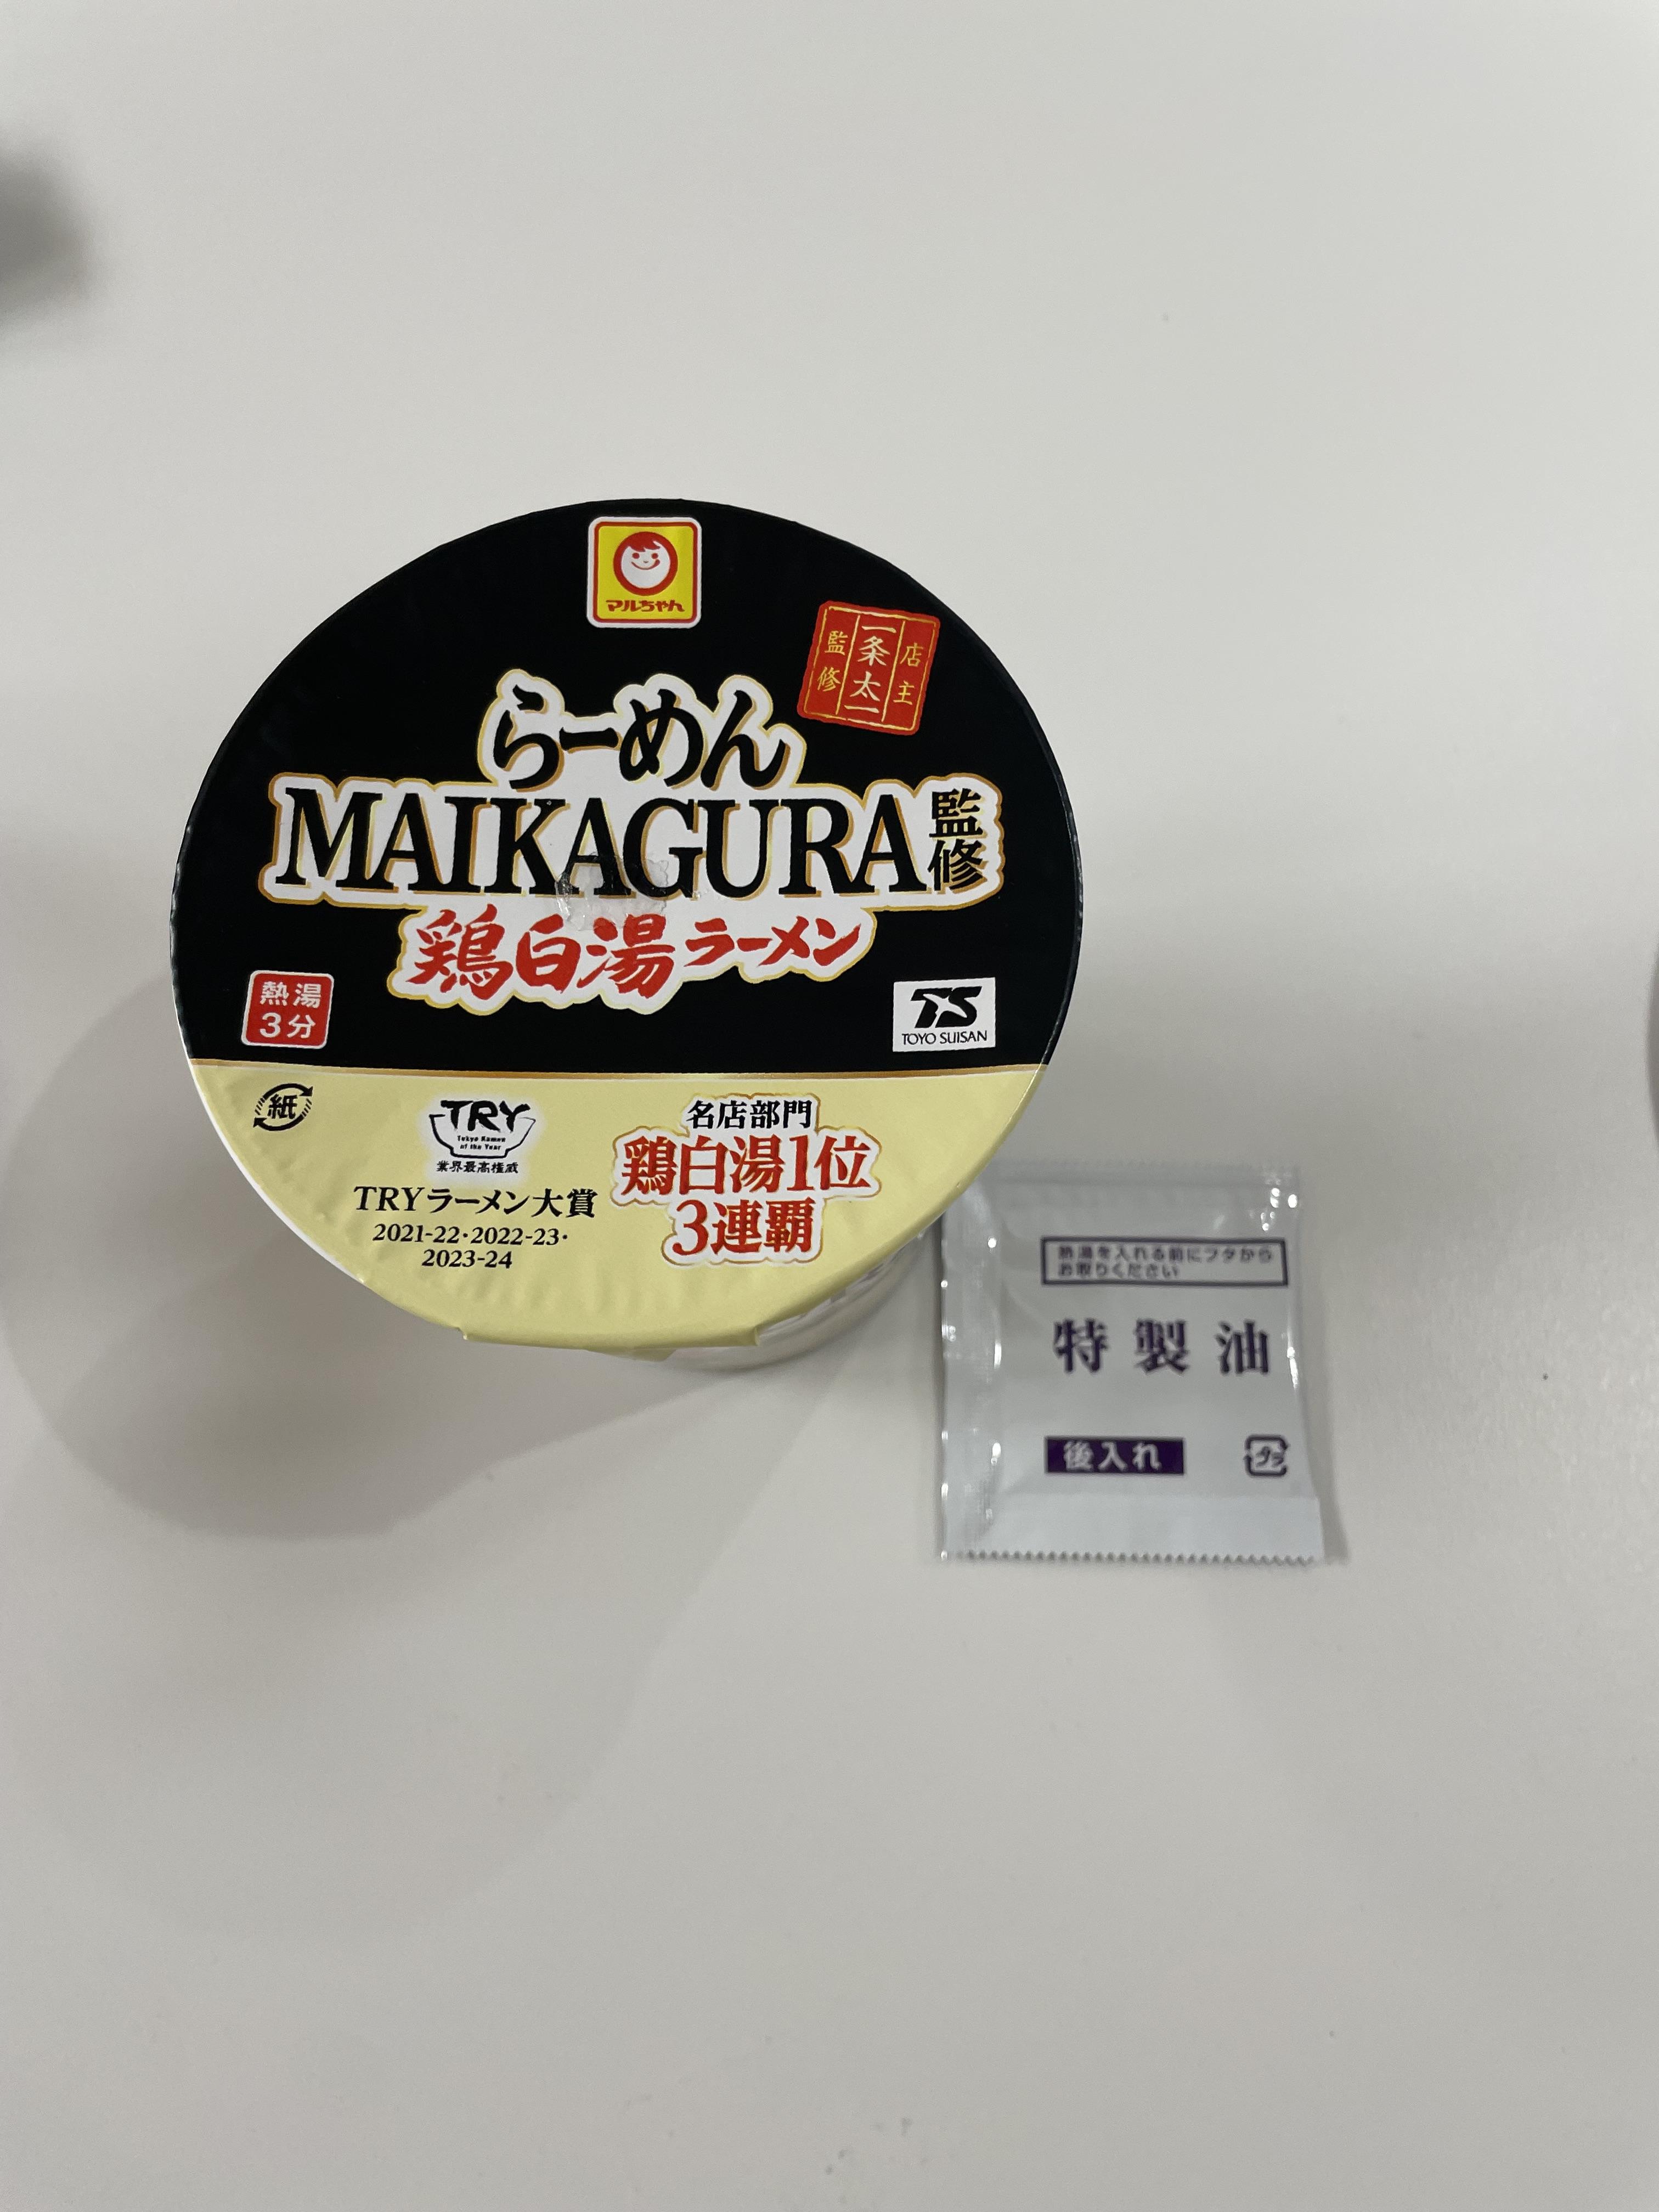 マルちゃん
店主
一条太一
監修
らーめん
MAIKAGURA監修
鶏白湯ラーメン
熱湯
3分
TS
TOYO SUISAN
紙
TRY
Tokyo Ramen
of the Year
業界最高権威
TRYラーメン大賞
2021-22・2022-23・
2023-24
名店部門
鶏白湯1位
3連覇
熱湯を入れる前にフタから
お取りください
特製油
後入れ
プラ